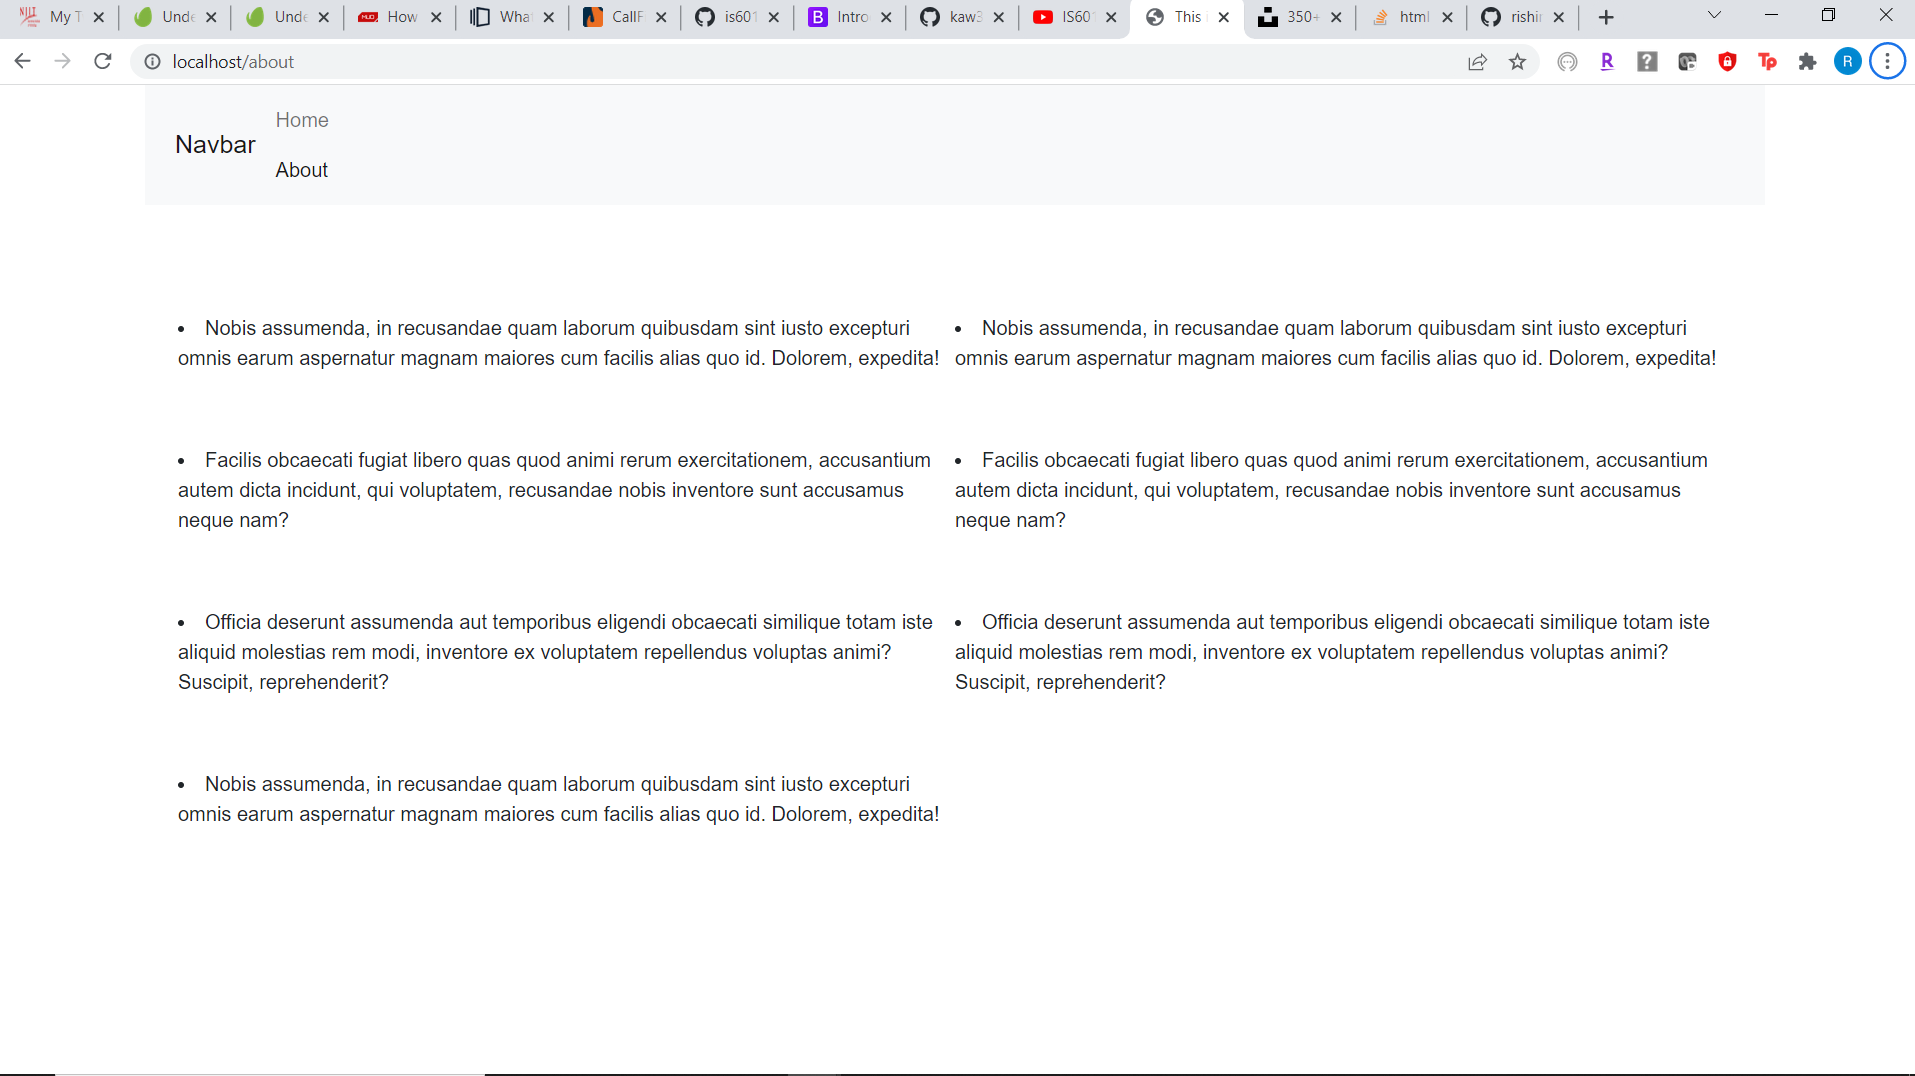 My T
Unde
Unde
How
What
CallF
is601
Intro
kaw3
IS601
This
350+
html
rishir
localhost/about
Home
Navbar
About
• Nobis assumenda, in recusandae quam laborum quibusdam sint iusto excepturi
omnis earum aspernatur magnam maiores cum facilis alias quo id. Dolorem, expedita!
• Facilis obcaecati fugiat libero quas quod animi rerum exercitationem, accusantium
autem dicta incidunt, qui voluptatem, recusandae nobis inventore sunt accusamus
neque nam?
• Officia deserunt assumenda aut temporibus eligendi obcaecati similique totam iste
aliquid molestias rem modi, inventore ex voluptatem repellendus voluptas animi?
Suscipit, reprehenderit?
• Nobis assumenda, in recusandae quam laborum quibusdam sint iusto excepturi
omnis earum aspernatur magnam maiores cum facilis alias quo id. Dolorem, expedita!
• Nobis assumenda, in recusandae quam laborum quibusdam sint iusto excepturi
omnis earum aspernatur magnam maiores cum facilis alias quo id. Dolorem, expedita!
• Facilis obcaecati fugiat libero quas quod animi rerum exercitationem, accusantium
autem dicta incidunt, qui voluptatem, recusandae nobis inventore sunt accusamus
neque nam?
• Officia deserunt assumenda aut temporibus eligendi obcaecati similique totam iste
aliquid molestias rem modi, inventore ex voluptatem repellendus voluptas animi?
Suscipit, reprehenderit?